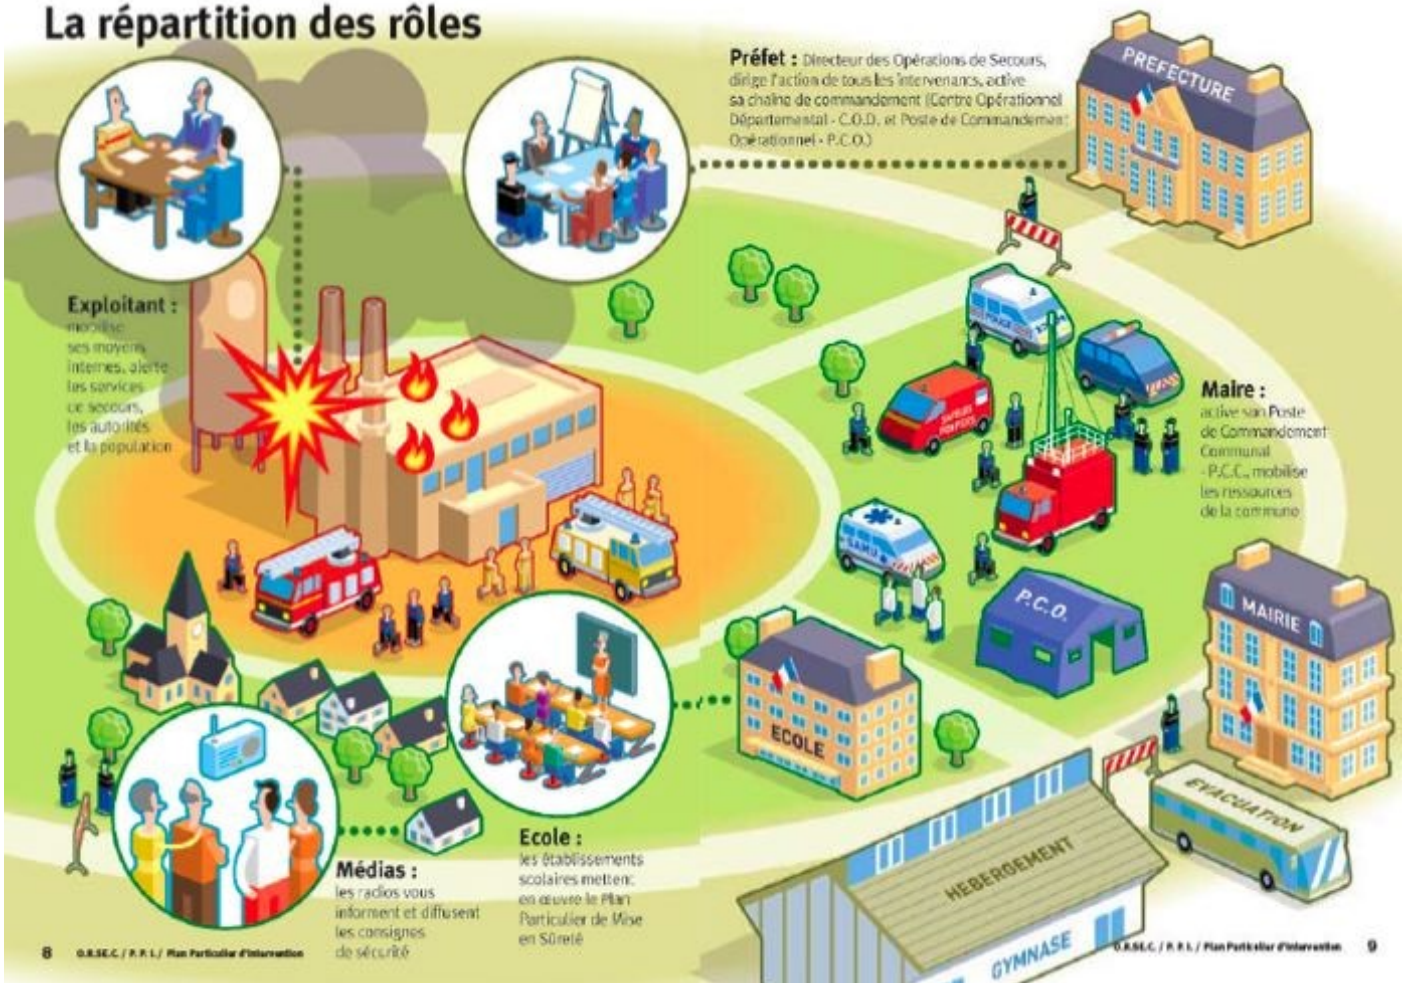 La répartition des rôles
Préfet : Directeur des Opérations de Secours,
dirige l'action de tous les intervenants, active
sa chaîne de commandement (Centre Opérationnel
Départemental - C.O.D. et Poste de Commandement
Opérationnel - P.C.O.)
PREFECTURE
Exploitant :
mobilise
ses moyens
internes, alerte
les services
de secours,
les autorités
et la population
POLICE
SAPEURS
POMPIERS
Maire :
active son Poste
de Commandement
Communal
- P.C.C., mobilise
les ressources
de la commune
SAMU
P.C.O.
MAIRIE
ECOLE
EVACUATION
HEBERGEMENT
GYMNASE
Ecole :
les établissements
scolaires mettent
en œuvre le Plan
Particulier de Mise
en Sûreté
Médias :
les radios vous
informent et diffusent
les consignes
de sécurité
8 O.R.SE.C. / P. P. I. / Plan Particulier d'Intervention
O.R.SE.C. / P. P. I. / Plan Particulier d'Intervention 9